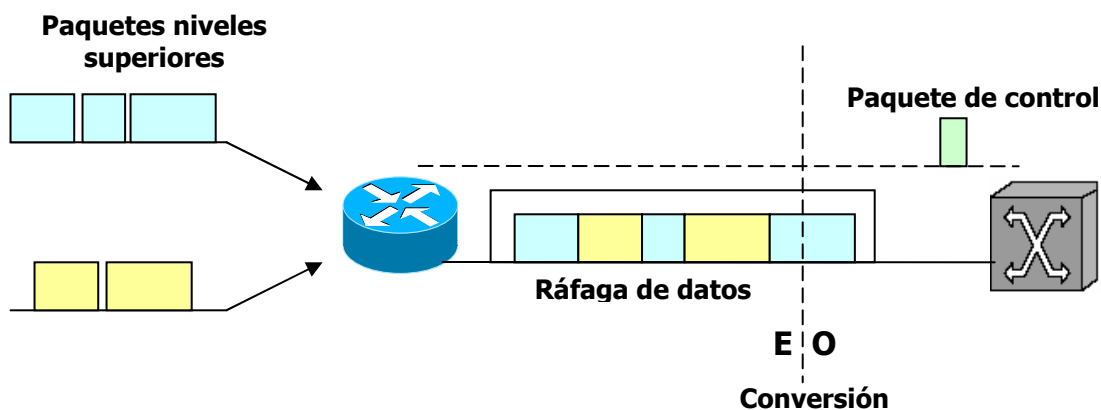 Paquetes niveles
superiores
Paquete de control
Ráfaga de datos
E O
Conversión